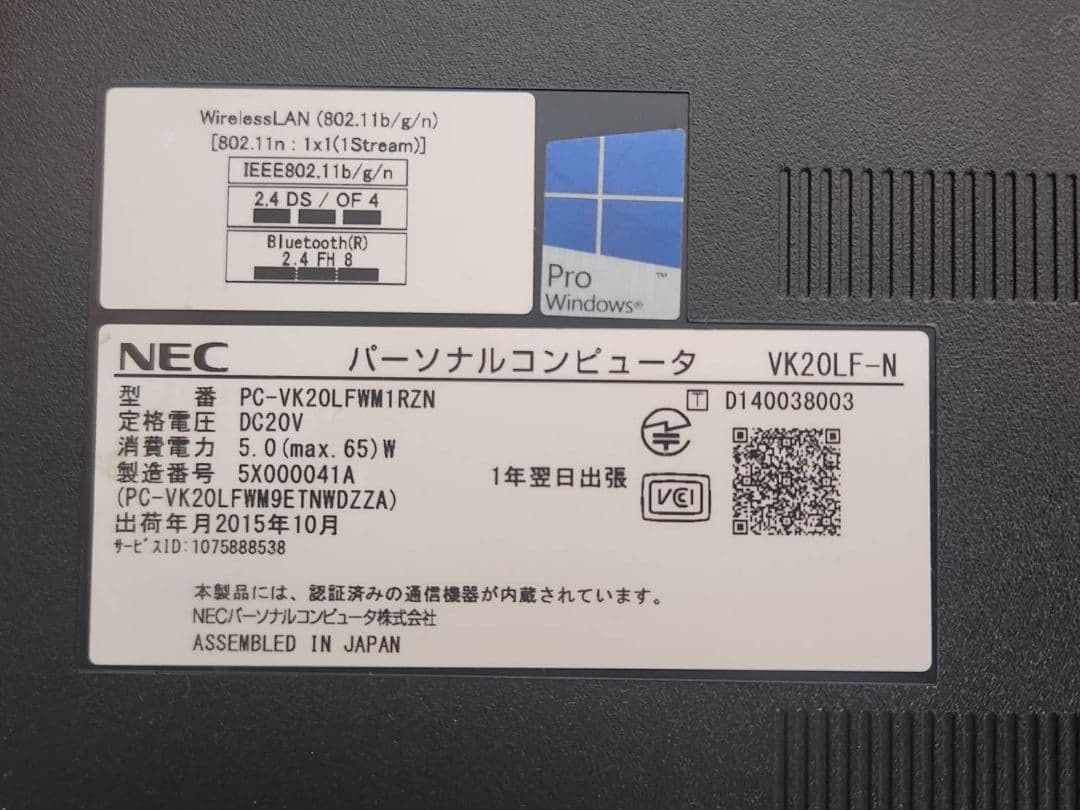 WirelessLAN (802.11b/g/n)
[802.11n : 1x1(1Stream)]
IEEE802.11b/g/n
2.4 DS / OF 4
Bluetooth(R)
2.4 FH 8
Pro ™
Windows®
NEC パーソナルコンピュータ VK20LF-N
型 番 PC-VK20LFWM1RZN
定格電圧 DC20V
消費電力 5.0(max.65)W
製造番号 5X000041A
(PC-VK20LFWM9ETNWDZZA)
出荷年月2015年10月
サービスID:1075888538
T D140038003
1年翌日出張
VCI
本製品には、認証済みの通信機器が内蔵されています。
NECパーソナルコンピュータ株式会社
ASSEMBLED IN JAPAN